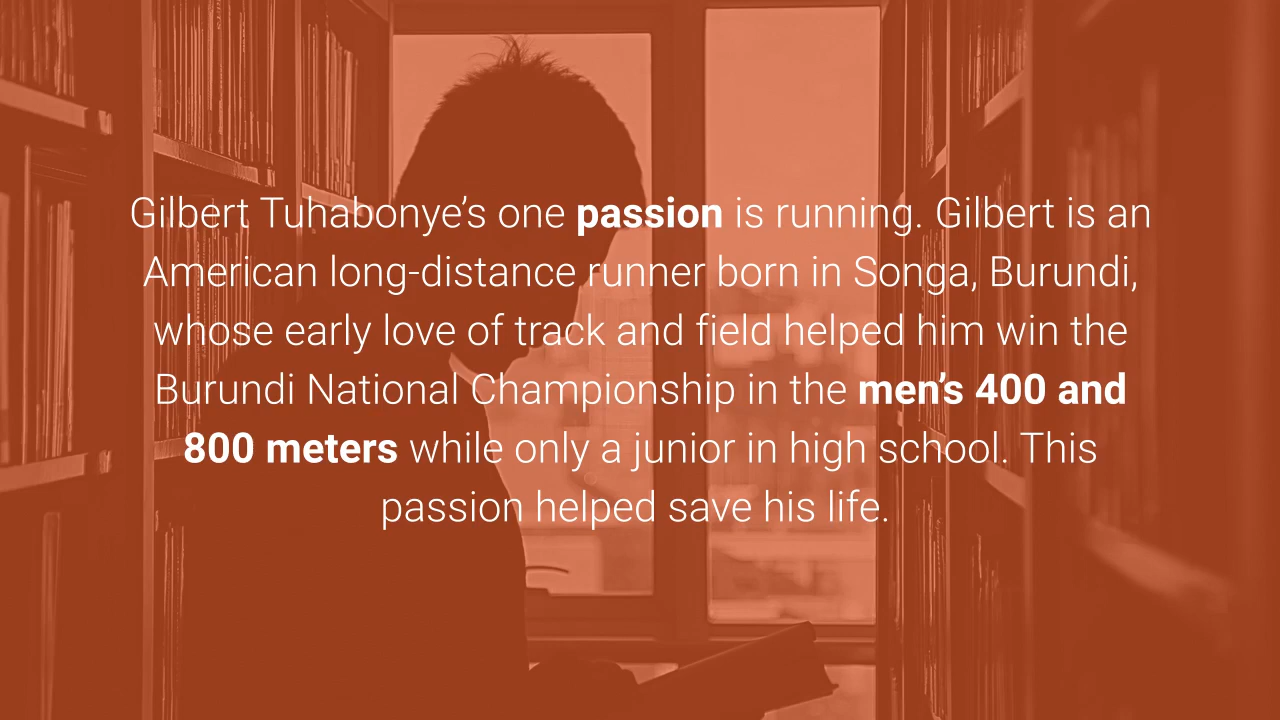 Gilbert Tuhabonye’s one passion is running. Gilbert is an
American long-distance runner born in Songa, Burundi,
whose early love of track and field helped him win the
Burundi National Championship in the men’s 400 and
800 meters while only a junior in high school. This
passion helped save his life.